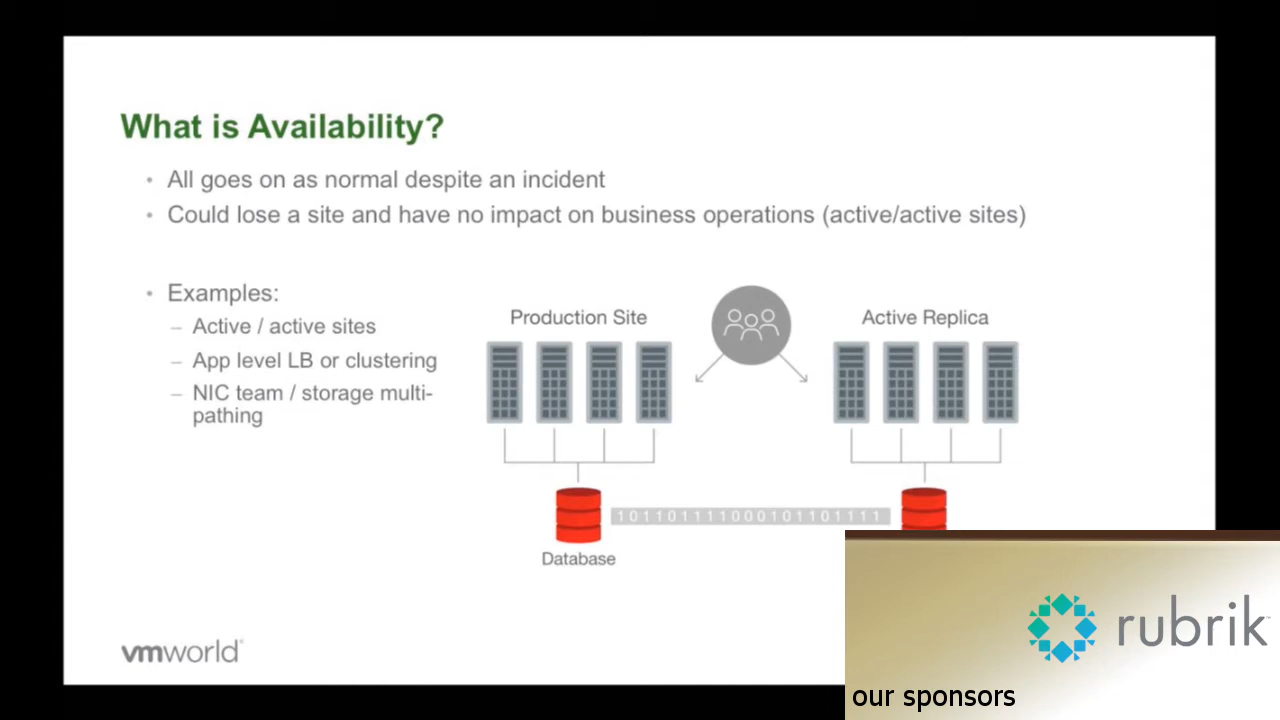 What is Availability?
• All goes on as normal despite an incident
• Could lose a site and have no impact on business operations (active/active sites)
• Examples:
– Active / active sites
– App level LB or clustering
– NIC team / storage multi-
pathing
Production Site
Active Replica
101101111000101101111
Database
vmworld
rubrik
our sponsors